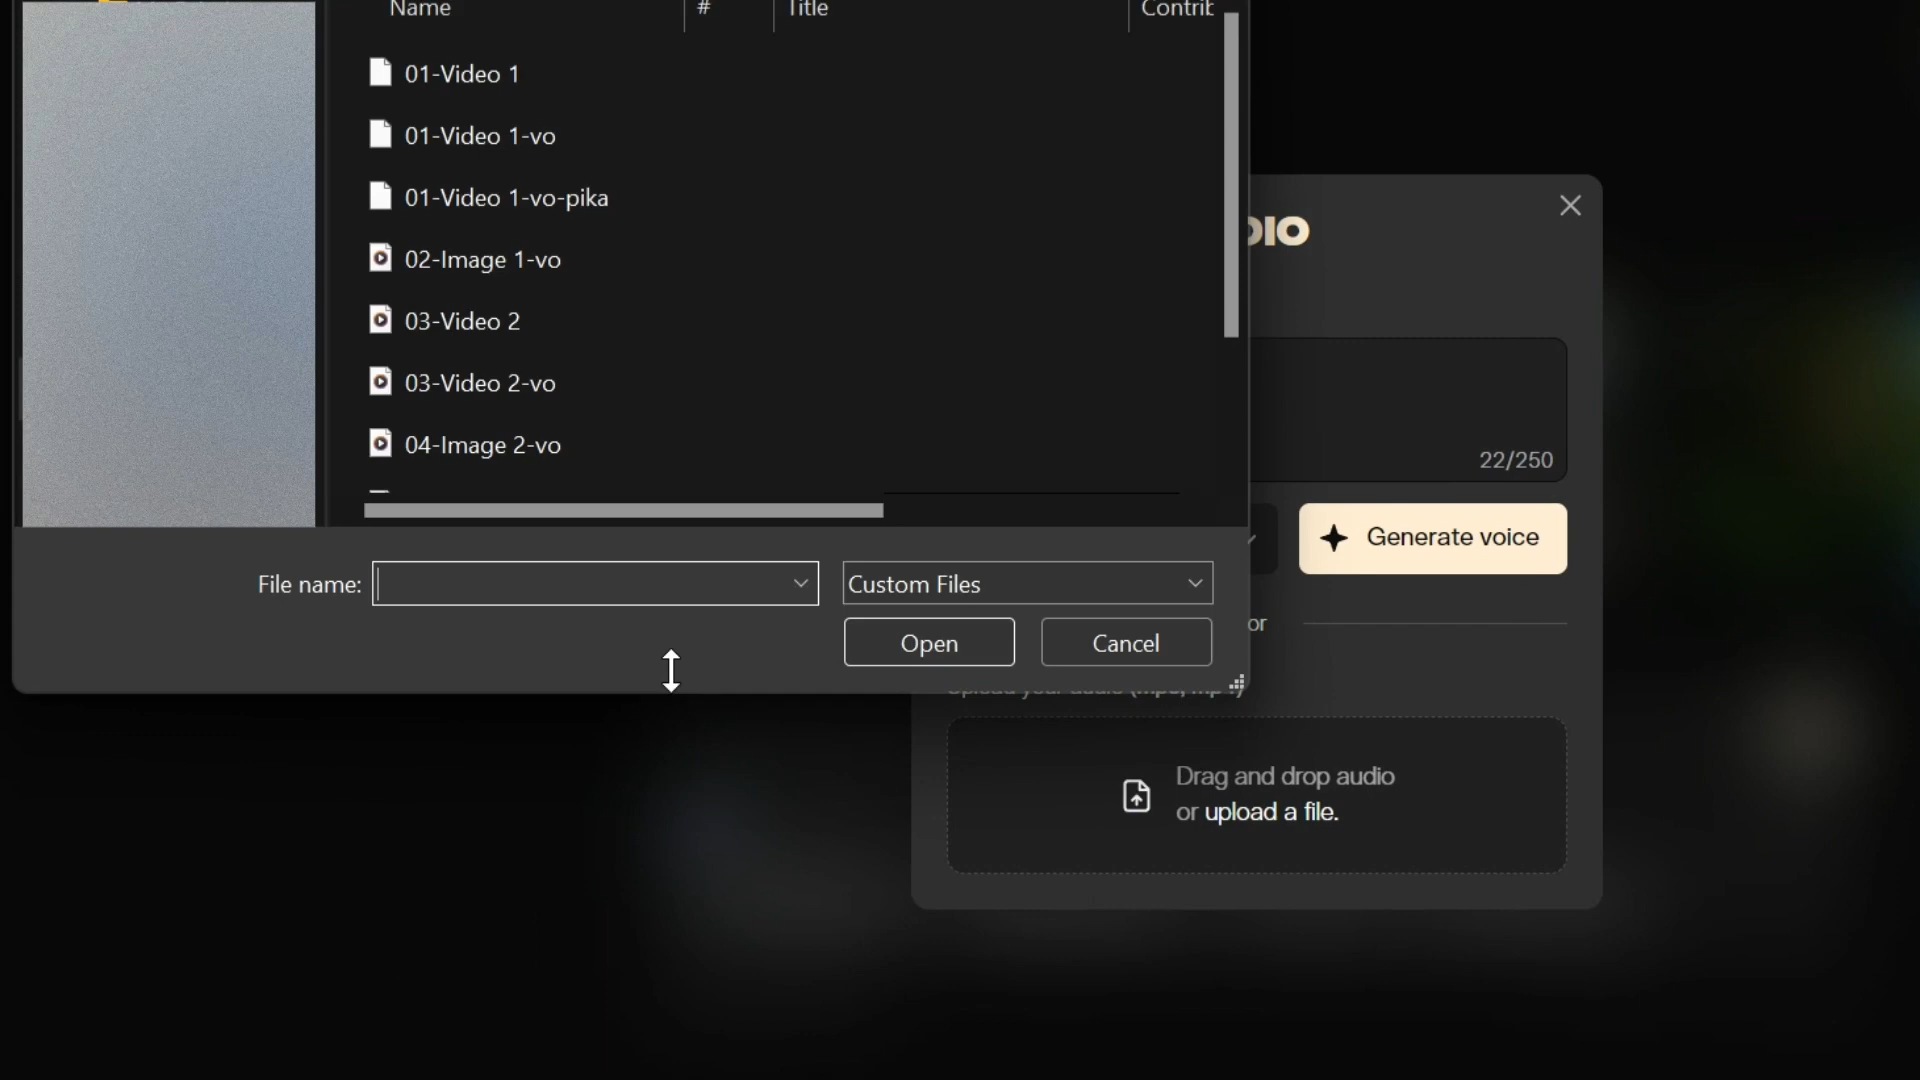 Name # Title Contrib
01-Video 1
01-Video 1-vo
01-Video 1-vo-pika
02-Image 1-vo
03-Video 2
03-Video 2-vo
04-Image 2-vo
DIO
22/250
Generate voice
File name:
Custom Files
or
Open
Cancel
Drag and drop audio
or upload a file.